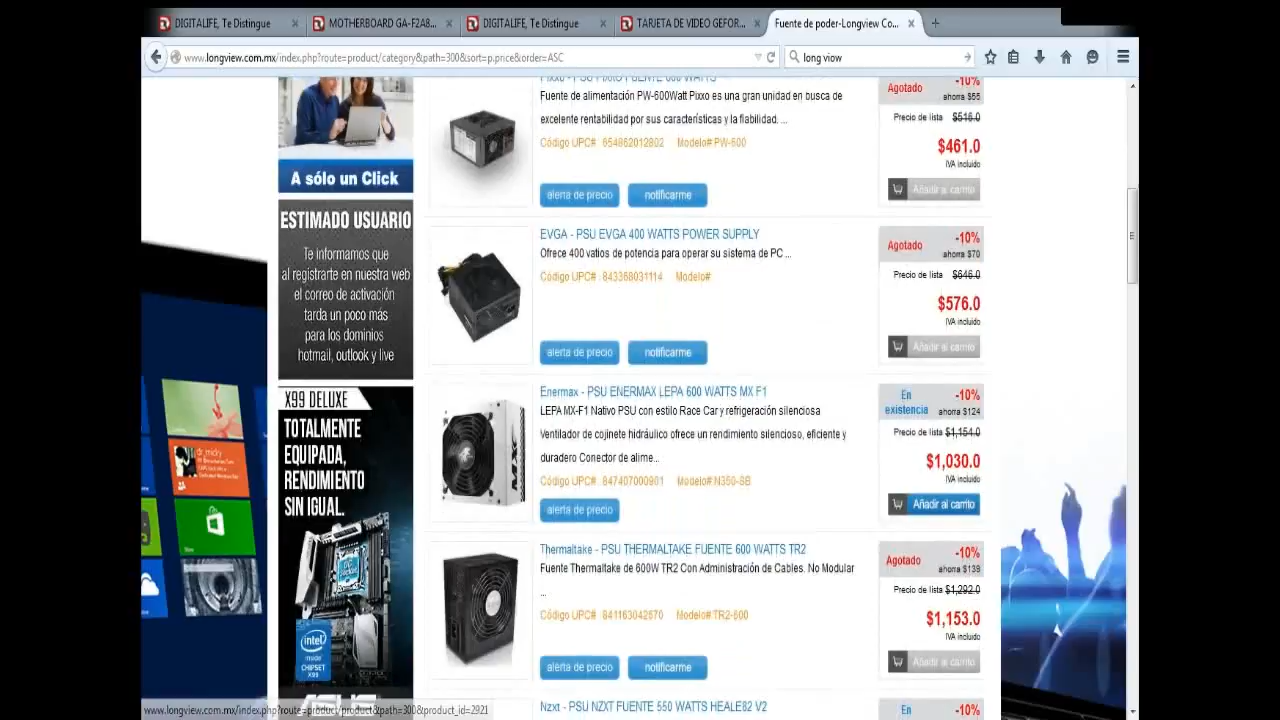 DIGITALIFE, Te Distingue
MOTHERBOARD GA-F2A8...
DIGITALIFE, Te Distingue
TARJETA DE VIDEO GEFOR...
Fuente de poder-Longview Co...
www.longview.com.mx/index.php?route=product/category&path=300&sort=p.price&order=ASC
long viow
A sólo un Click
ESTIMADO USUARIO
Te informamos que
al registrarte en nuestra web
el correo de activación
tarda un poco más
para los dominios
hotmail, outlook y live
X99 DELUXE
TOTALMENTE
EQUIPADA,
RENDIMIENTO
SIN IGUAL.
intel
inside
CHIPSET
X99
dr_micky
Pixxo - PSU PIXXO FUENTE 600 WATTS
Fuente de alimentación PW-600Watt Pixxo es una gran unidad en busca de
excelente rentabilidad por sus características y la fiabilidad. ...
Código UPC# 654862012802 Modelo# PW-600
alerta de precio notificarme
Agotado -10%
ahorra $55
Precio de lista $516.0
$461.0
IVA incluido
Añadir al carrito
EVGA - PSU EVGA 400 WATTS POWER SUPPLY
Ofrece 400 vatios de potencia para operar su sistema de PC ...
Código UPC# 843368031114 Modelo#
alerta de precio notificarme
Agotado -10%
ahorra $70
Precio de lista $646.0
$576.0
IVA incluido
Añadir al carrito
Enermax - PSU ENERMAX LEPA 600 WATTS MX F1
LEPA MX-F1 Nativo PSU con estilo Race Car y refrigeración silenciosa
Ventilador de cojinete hidráulico ofrece un rendimiento silencioso, eficiente y
duradero Conector de alime...
Código UPC# 847407000901 Modelo# N350-SB
alerta de precio
En existencia -10%
ahorra $124
Precio de lista $1,154.0
$1,030.0
IVA incluido
Añadir al carrito
Thermaltake - PSU THERMALTAKE FUENTE 600 WATTS TR2
Fuente Thermaltake de 600W TR2 Con Administración de Cables. No Modular
...
Código UPC# 841163042670 Modelo# TR2-600
alerta de precio notificarme
Agotado -10%
ahorra $139
Precio de lista $1,292.0
$1,153.0
IVA incluido
Añadir al carrito
Nzxt - PSU NZXT FUENTE 550 WATTS HEALE82 V2
En -10%
www.longview.com.mx/index.php?route=product/product&path=300&product_id=2921